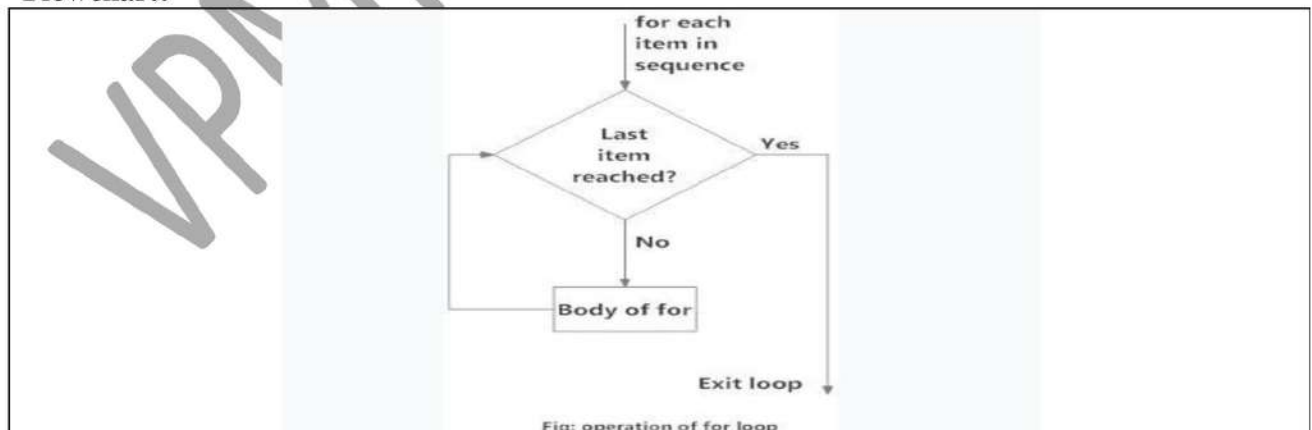 for each
item in
sequence
Last
item
reached?
Yes
No
Body of for
Exit loop
Fig: operation of for loop